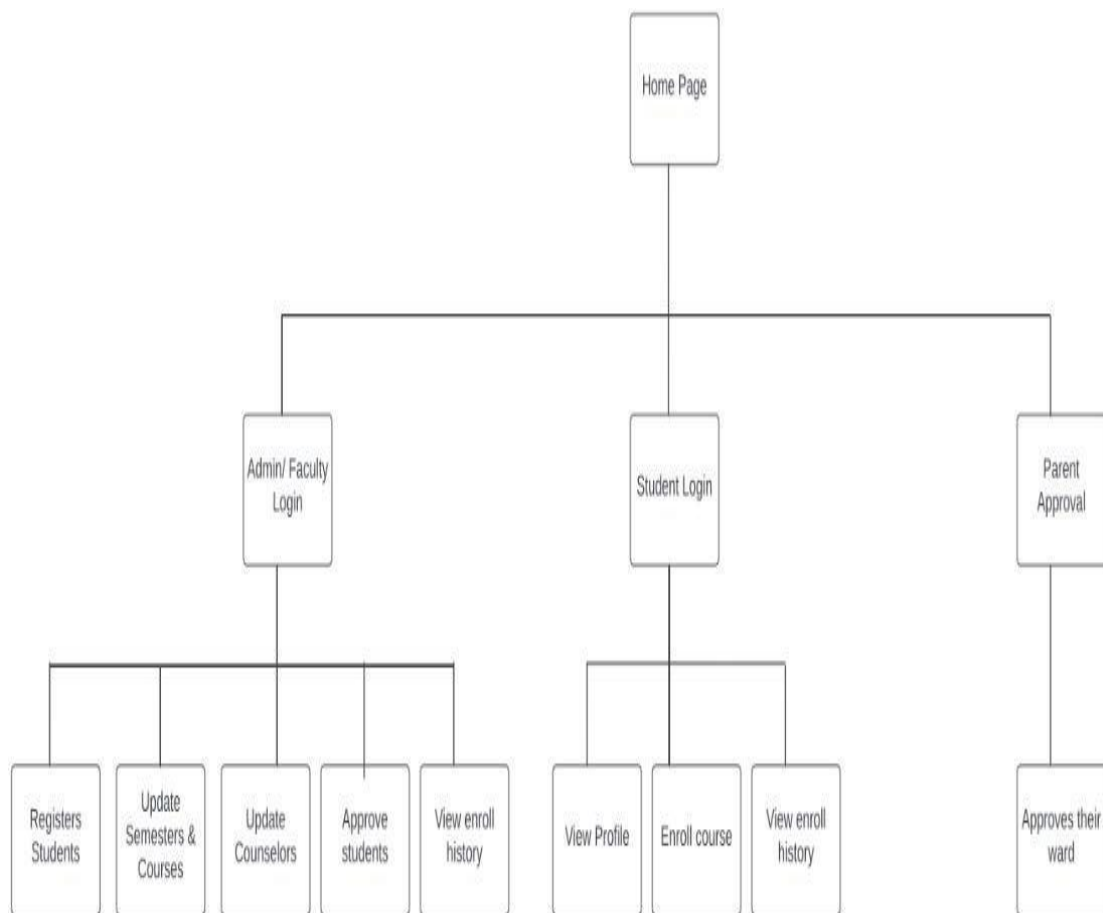 Home Page
Admin/ Faculty
Login
Student Login
Parent
Approval
Registers
Students
Update
Semesters &
Courses
Update
Counselors
Approve
students
View enroll
history
View Profile
Enroll course
View enroll
history
Approves their
ward